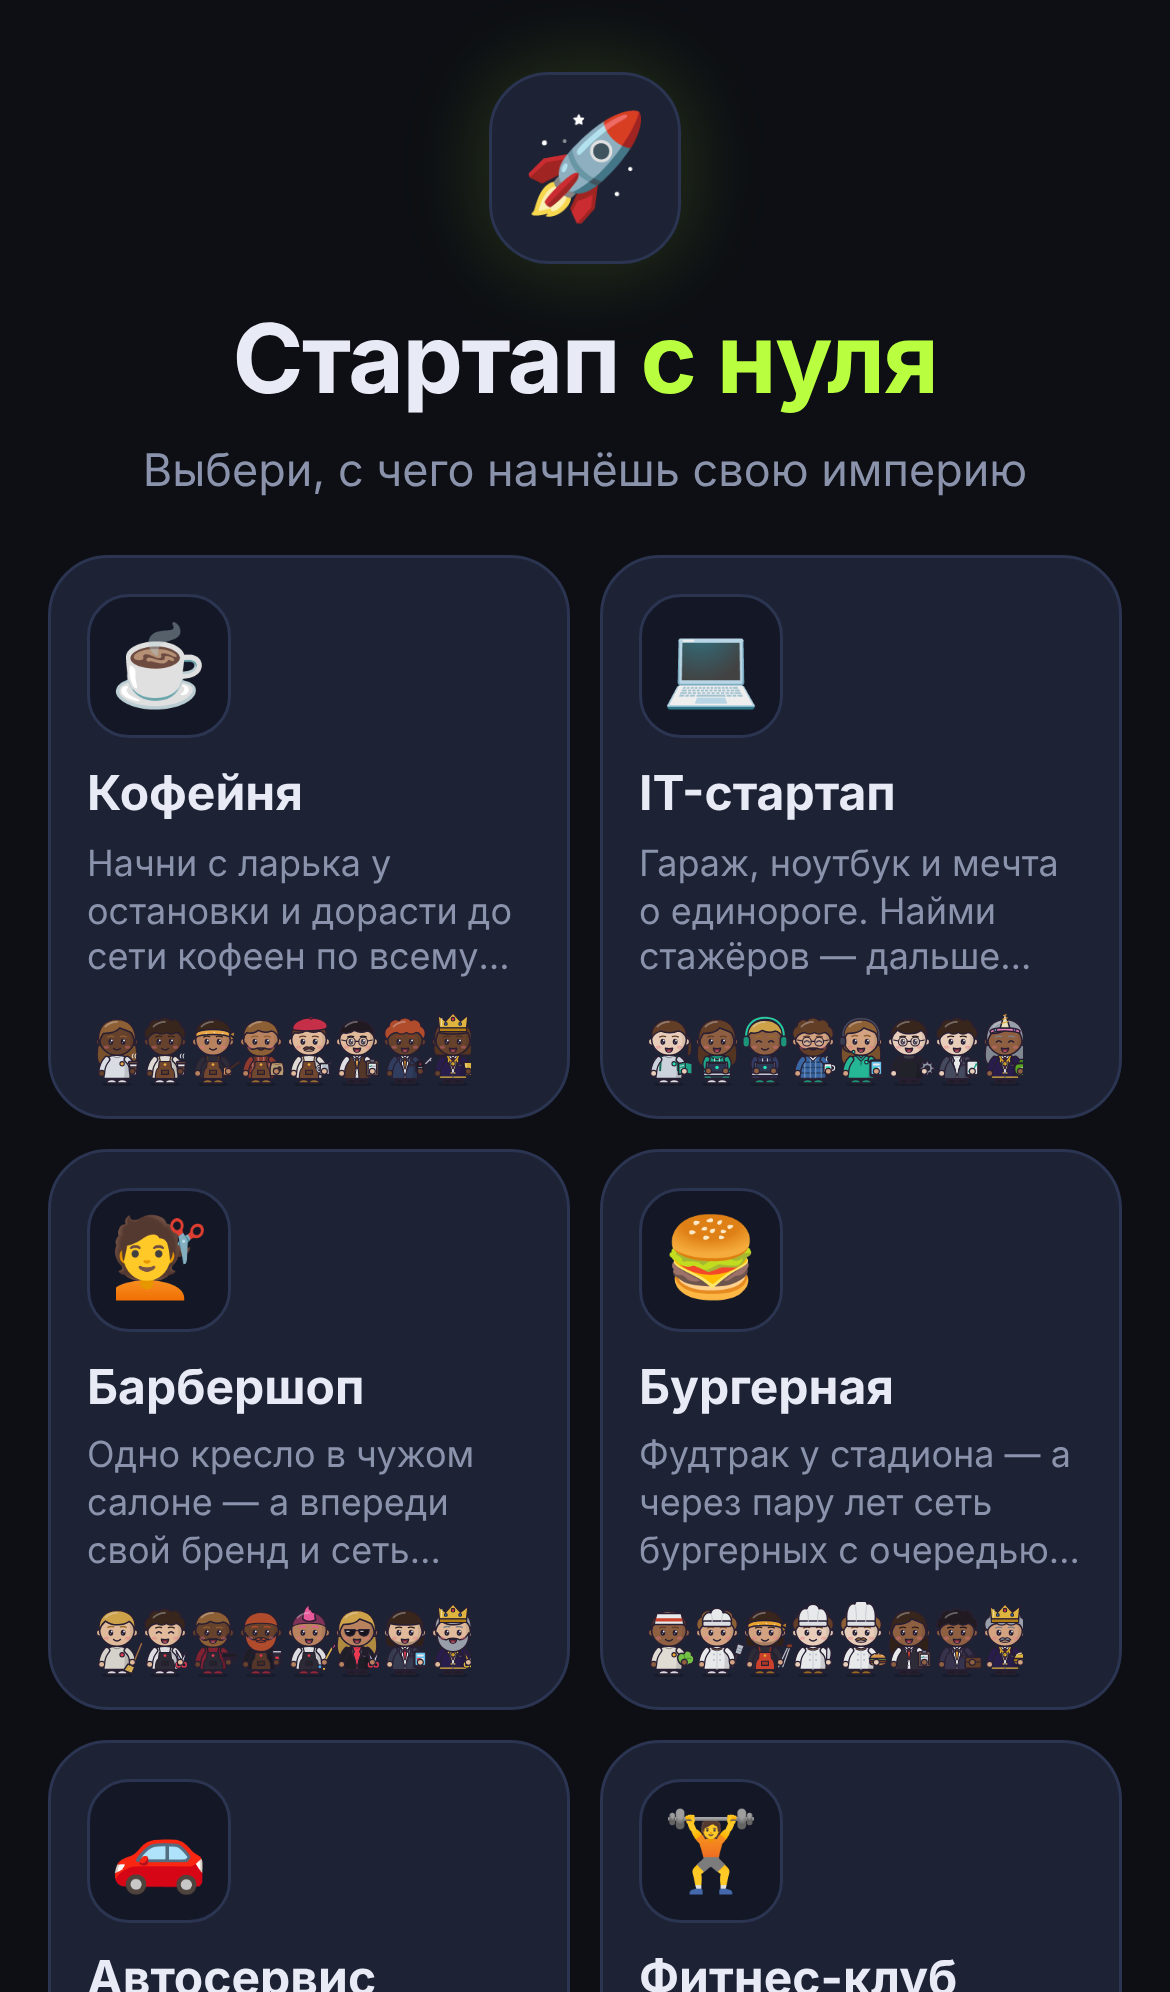 Стартап с нуля
Выбери, с чего начнёшь свою империю
Кофейня
Начни с ларька у
остановки и дорасти до
сети кофеен по всему...
IT-стартап
Гараж, ноутбук и мечта
о единороге. Найми
стажёров — дальше...
Барбершоп
Одно кресло в чужом
салоне — а впереди
свой бренд и сеть...
Бургерная
Фудтрак у стадиона — а
через пару лет сеть
бургерных с очередью...
Автосервис
Фитнес-клуб